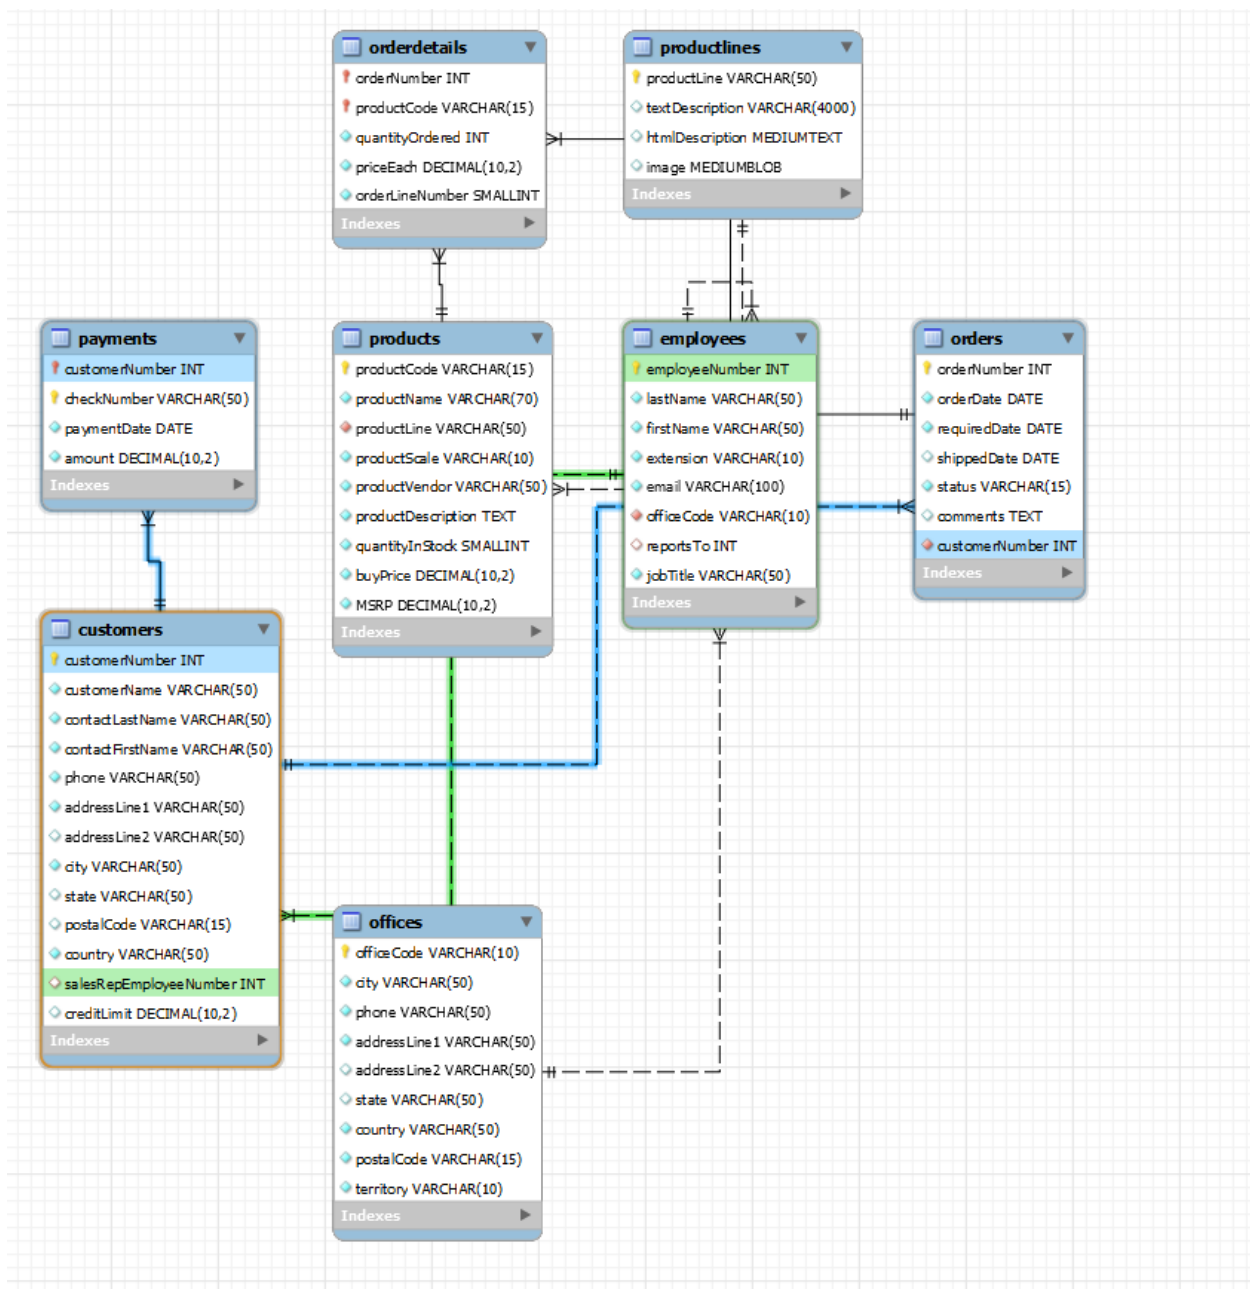 orderdetails
orderNumber INT
productCode VARCHAR(15)
quantityOrdered INT
priceEach DECIMAL(10,2)
orderLineNumber SMALLINT
Indexes
productlines
productLine VARCHAR(50)
textDescription VARCHAR(4000)
htmlDescription MEDIUMTEXT
image MEDIUMBLOB
Indexes
payments
customerNumber INT
checkNumber VARCHAR(50)
paymentDate DATE
amount DECIMAL(10,2)
Indexes
products
productCode VARCHAR(15)
productName VARCHAR(70)
productLine VARCHAR(50)
productScale VARCHAR(10)
productVendor VARCHAR(50)
productDescription TEXT
quantityInStock SMALLINT
buyPrice DECIMAL(10,2)
MSRP DECIMAL(10,2)
Indexes
employees
employeeNumber INT
lastName VARCHAR(50)
firstName VARCHAR(50)
extension VARCHAR(10)
email VARCHAR(100)
officeCode VARCHAR(10)
reportsTo INT
jobTitle VARCHAR(50)
Indexes
orders
orderNumber INT
orderDate DATE
requiredDate DATE
shippedDate DATE
status VARCHAR(15)
comments TEXT
customerNumber INT
Indexes
customers
customerNumber INT
customerName VARCHAR(50)
contactLastName VARCHAR(50)
contactFirstName VARCHAR(50)
phone VARCHAR(50)
addressLine1 VARCHAR(50)
addressLine2 VARCHAR(50)
city VARCHAR(50)
state VARCHAR(50)
postalCode VARCHAR(15)
country VARCHAR(50)
salesRepEmployeeNumber INT
creditLimit DECIMAL(10,2)
Indexes
offices
officeCode VARCHAR(10)
city VARCHAR(50)
phone VARCHAR(50)
addressLine1 VARCHAR(50)
addressLine2 VARCHAR(50)
state VARCHAR(50)
country VARCHAR(50)
postalCode VARCHAR(15)
territory VARCHAR(10)
Indexes